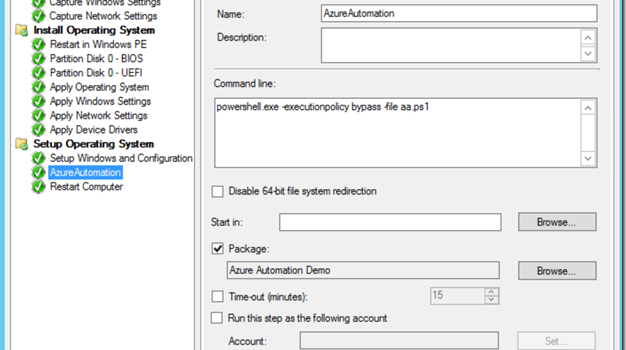 Capture Windows Settings
Capture Network Settings
Install Operating System
Restart in Windows PE
Partition Disk 0 - BIOS
Partition Disk 0 - UEFI
Apply Operating System
Apply Windows Settings
Apply Network Settings
Apply Device Drivers
Setup Operating System
Setup Windows and Configuration
AzureAutomation
Restart Computer
Name: AzureAutomation
Description:
Command line:
powershell.exe -executionpolicy bypass -file aa.ps1
Disable 64-bit file system redirection
Start in: Browse...
Package:
Azure Automation Demo Browse...
Time-out (minutes): 15
Run this step as the following account
Account: Set...